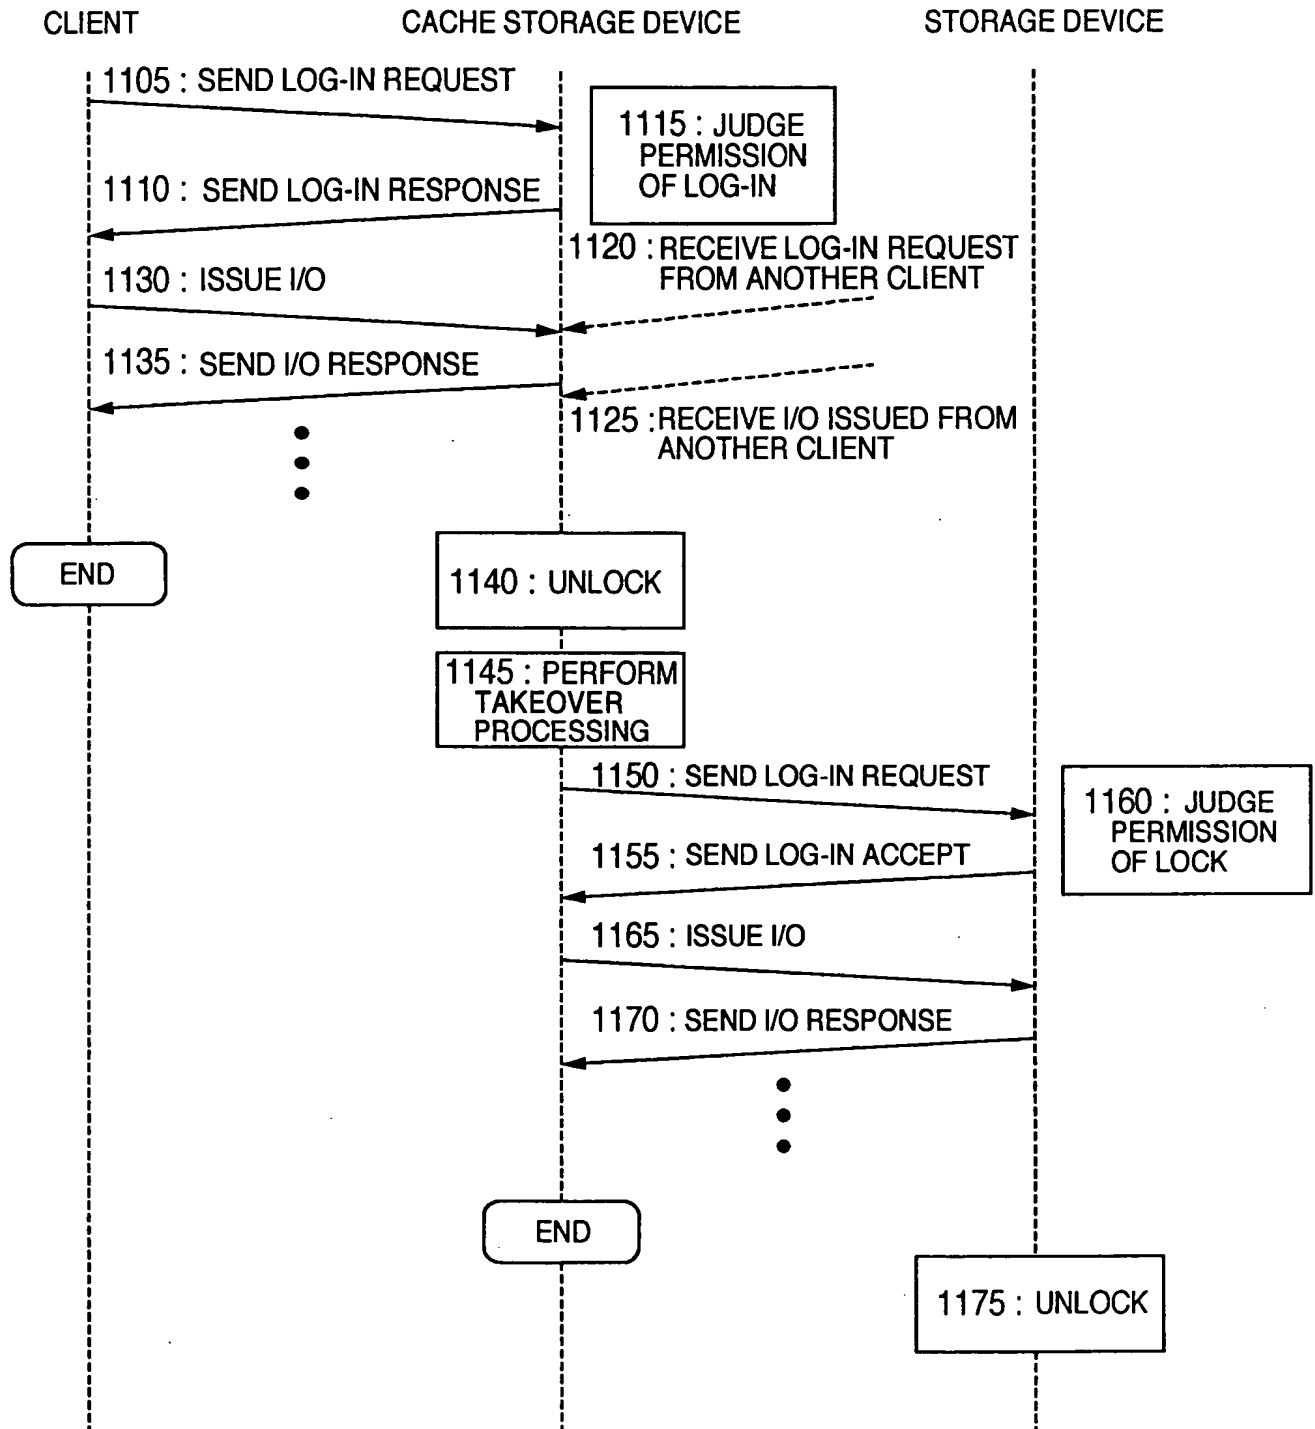 CLIENT
CACHE STORAGE DEVICE
STORAGE DEVICE
1105 : SEND LOG-IN REQUEST
1115 : JUDGE
PERMISSION
OF LOG-IN
1110 : SEND LOG-IN RESPONSE
1120 : RECEIVE LOG-IN REQUEST
FROM ANOTHER CLIENT
1130 : ISSUE I/O
1135 : SEND I/O RESPONSE
1125 : RECEIVE I/O ISSUED FROM
ANOTHER CLIENT
END
1140 : UNLOCK
1145 : PERFORM
TAKEOVER
PROCESSING
1150 : SEND LOG-IN REQUEST
1160 : JUDGE
PERMISSION
OF LOCK
1155 : SEND LOG-IN ACCEPT
1165 : ISSUE I/O
1170 : SEND I/O RESPONSE
END
1175 : UNLOCK